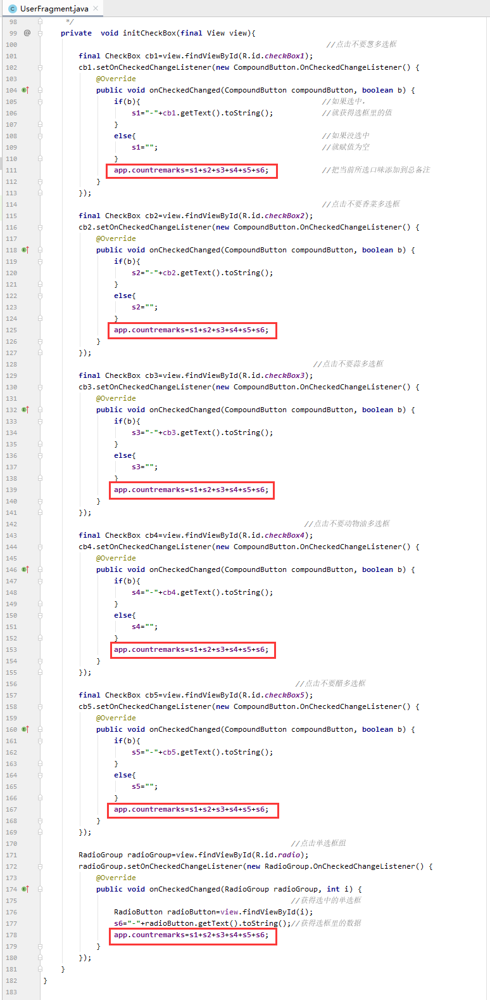 UserFragment.java
98 */
99 @ private  void initCheckBox(final View view){
100 //点击不要葱多选框
101 final CheckBox cb1=view.findViewById(R.id.checkBox1);
102 cb1.setOnCheckedChangeListener(new CompoundButton.OnCheckedChangeListener() {
103 @Override
104 public void onCheckedChanged(CompoundButton compoundButton, boolean b) {
105 if(b){ //如果选中,
106 s1="-"+cb1.getText().toString(); //就获得选框里的值
107 }
108 else{ //如果没选中
109 s1=""; //就赋值为空
110 }
111 app.countremarks=s1+s2+s3+s4+s5+s6; //把当前所选口味添加到总备注
112 }
113 });
114 //点击不要香菜多选框
115 final CheckBox cb2=view.findViewById(R.id.checkBox2);
116 cb2.setOnCheckedChangeListener(new CompoundButton.OnCheckedChangeListener() {
117 @Override
118 public void onCheckedChanged(CompoundButton compoundButton, boolean b) {
119 if(b){
120 s2="-"+cb2.getText().toString();
121 }
122 else{
123 s2="";
124 }
125 app.countremarks=s1+s2+s3+s4+s5+s6;
126 }
127 });
128 //点击不要蒜多选框
129 final CheckBox cb3=view.findViewById(R.id.checkBox3);
130 cb3.setOnCheckedChangeListener(new CompoundButton.OnCheckedChangeListener() {
131 @Override
132 public void onCheckedChanged(CompoundButton compoundButton, boolean b) {
133 if(b){
134 s3="-"+cb3.getText().toString();
135 }
136 else{
137 s3="";
138 }
139 app.countremarks=s1+s2+s3+s4+s5+s6;
140 }
141 });
142 //点击不要动物油多选框
143 final CheckBox cb4=view.findViewById(R.id.checkBox4);
144 cb4.setOnCheckedChangeListener(new CompoundButton.OnCheckedChangeListener() {
145 @Override
146 public void onCheckedChanged(CompoundButton compoundButton, boolean b) {
147 if(b){
148 s4="-"+cb4.getText().toString();
149 }
150 else{
151 s4="";
152 }
153 app.countremarks=s1+s2+s3+s4+s5+s6;
154 }
155 });
156 //点击不要醋多选框
157 final CheckBox cb5=view.findViewById(R.id.checkBox5);
158 cb5.setOnCheckedChangeListener(new CompoundButton.OnCheckedChangeListener() {
159 @Override
160 public void onCheckedChanged(CompoundButton compoundButton, boolean b) {
161 if(b){
162 s5="-"+cb5.getText().toString();
163 }
164 else{
165 s5="";
166 }
167 app.countremarks=s1+s2+s3+s4+s5+s6;
168 }
169 });
170 //点击单选框组
171 RadioGroup radioGroup=view.findViewById(R.id.radio);
172 radioGroup.setOnCheckedChangeListener(new RadioGroup.OnCheckedChangeListener() {
173 @Override
174 public void onCheckedChanged(RadioGroup radioGroup, int i) {
175 //获得选中的单选框
176 RadioButton radioButton=view.findViewById(i);
177 s6="-"+radioButton.getText().toString();//获得选框里的数据
178 app.countremarks=s1+s2+s3+s4+s5+s6;
179 }
180 });
181 }
182 }
183